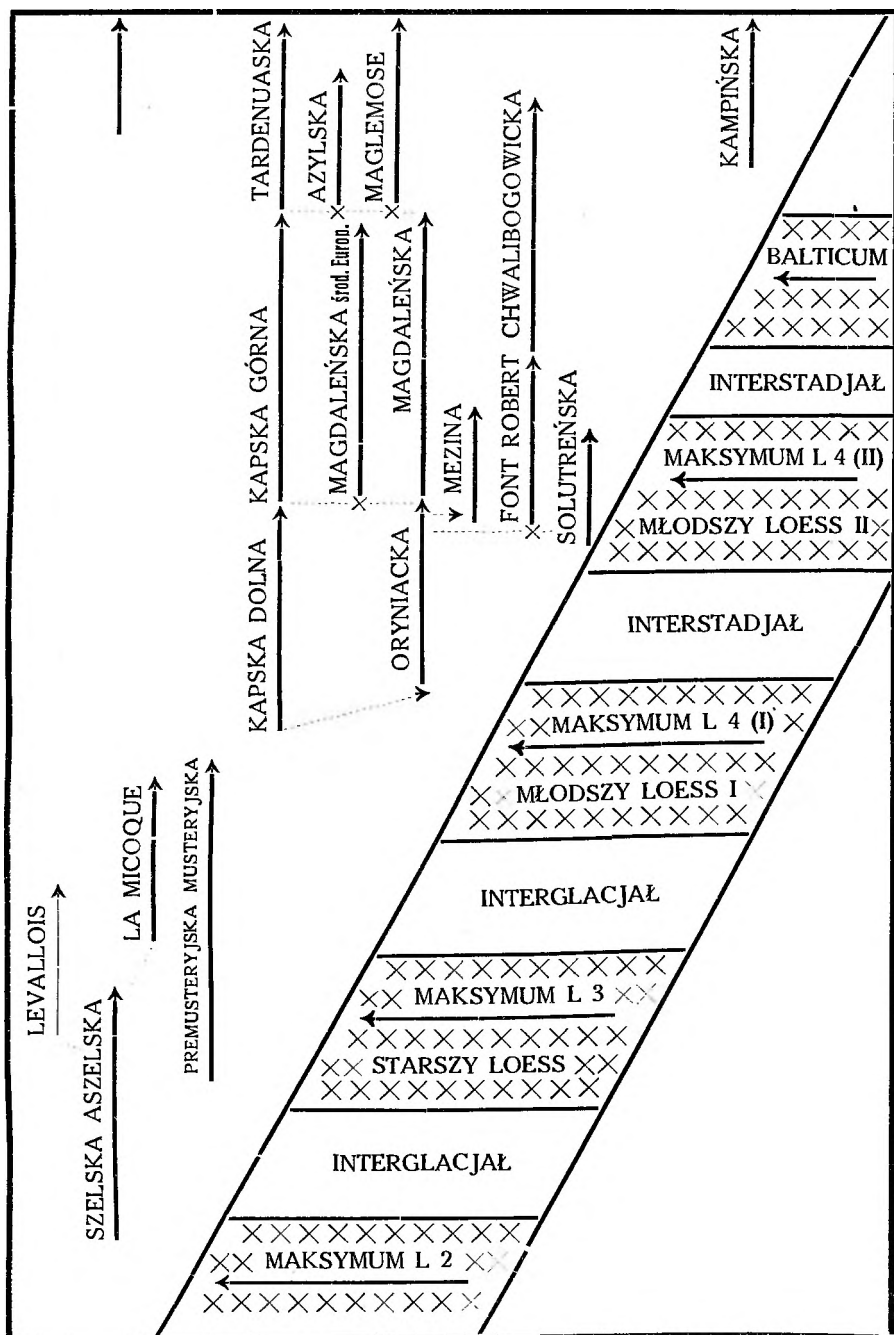 TARDENUASKA
AZYLSKA
MAGLEMOSE
KAMPIŃSKA
KAPSKA GÓRNA
MAGDALEŃSKA środ. Europ.
MAGDALEŃSKA
CHWALIBOGOWICKA
MEZINA
FONT ROBERT
SOLUTREŃSKA
KAPSKA DOLNA
ORYNIACKA
LEVALLOIS
LA MICOQUE
PREMUSTERYJSKA MUSTERYJSKA
SZELSKA ASZELSKA
BALTICUM
INTERSTADJAŁ
MAKSYMUM L 4 (II)
MŁODSZY LOESS II
INTERSTADJAŁ
MAKSYMUM L 4 (I)
MŁODSZY LOESS I
INTERGLACJAŁ
MAKSYMUM L 3
STARSZY LOESS
INTERGLACJAŁ
MAKSYMUM L 2